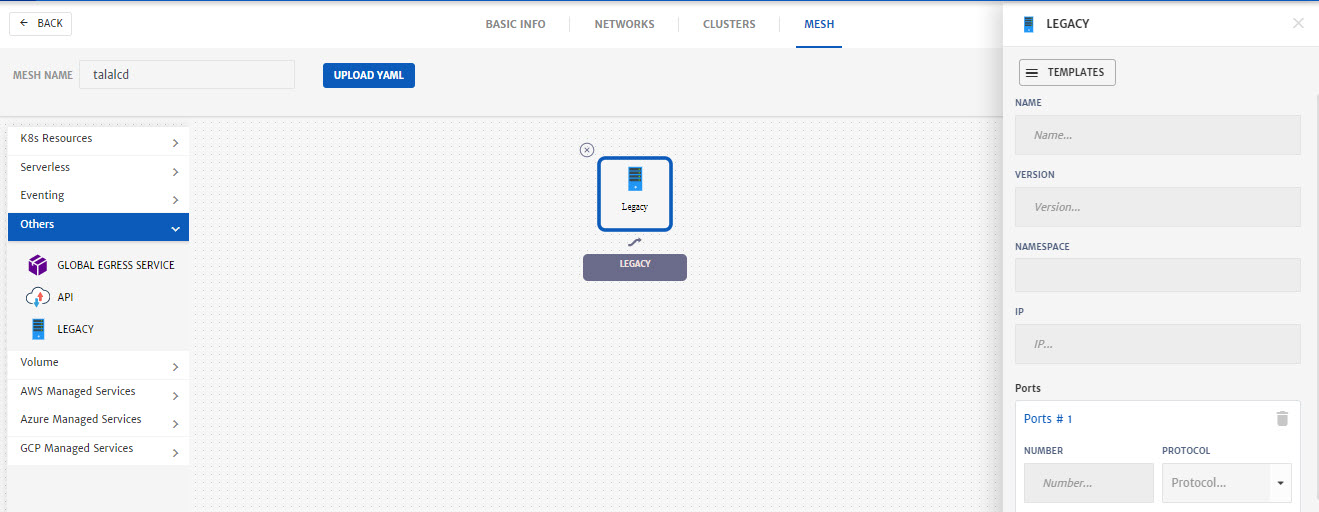 BACK
BASIC INFO
NETWORKS
CLUSTERS
MESH
MESH NAME
talalcd
UPLOAD YAML
K8s Resources
Serverless
Eventing
Others
GLOBAL EGRESS SERVICE
API
LEGACY
Volume
AWS Managed Services
Azure Managed Services
GCP Managed Services
Legacy
LEGACY
LEGACY
TEMPLATES
NAME
Name...
VERSION
Version...
NAMESPACE
IP
IP...
Ports
Ports # 1
NUMBER PROTOCOL
Number... Protocol...